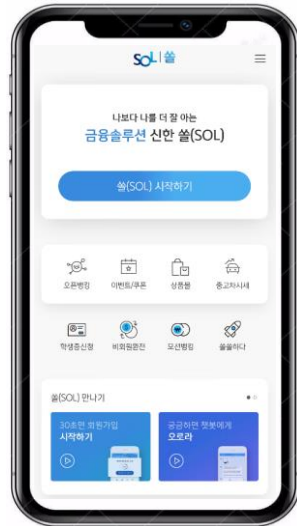 SOL | 쏠
나보다 나를 더 잘 아는
금융솔루션 신한 쏠(SOL)
쏠(SOL) 시작하기
오픈뱅킹 이벤트/쿠폰 상품몰 중고차시세
학생증신청 비회원환전 모션뱅킹 쏠쏠하다
쏠(SOL) 만나기
30초면 회원가입
시작하기
궁금하면 챗봇에게
오로라